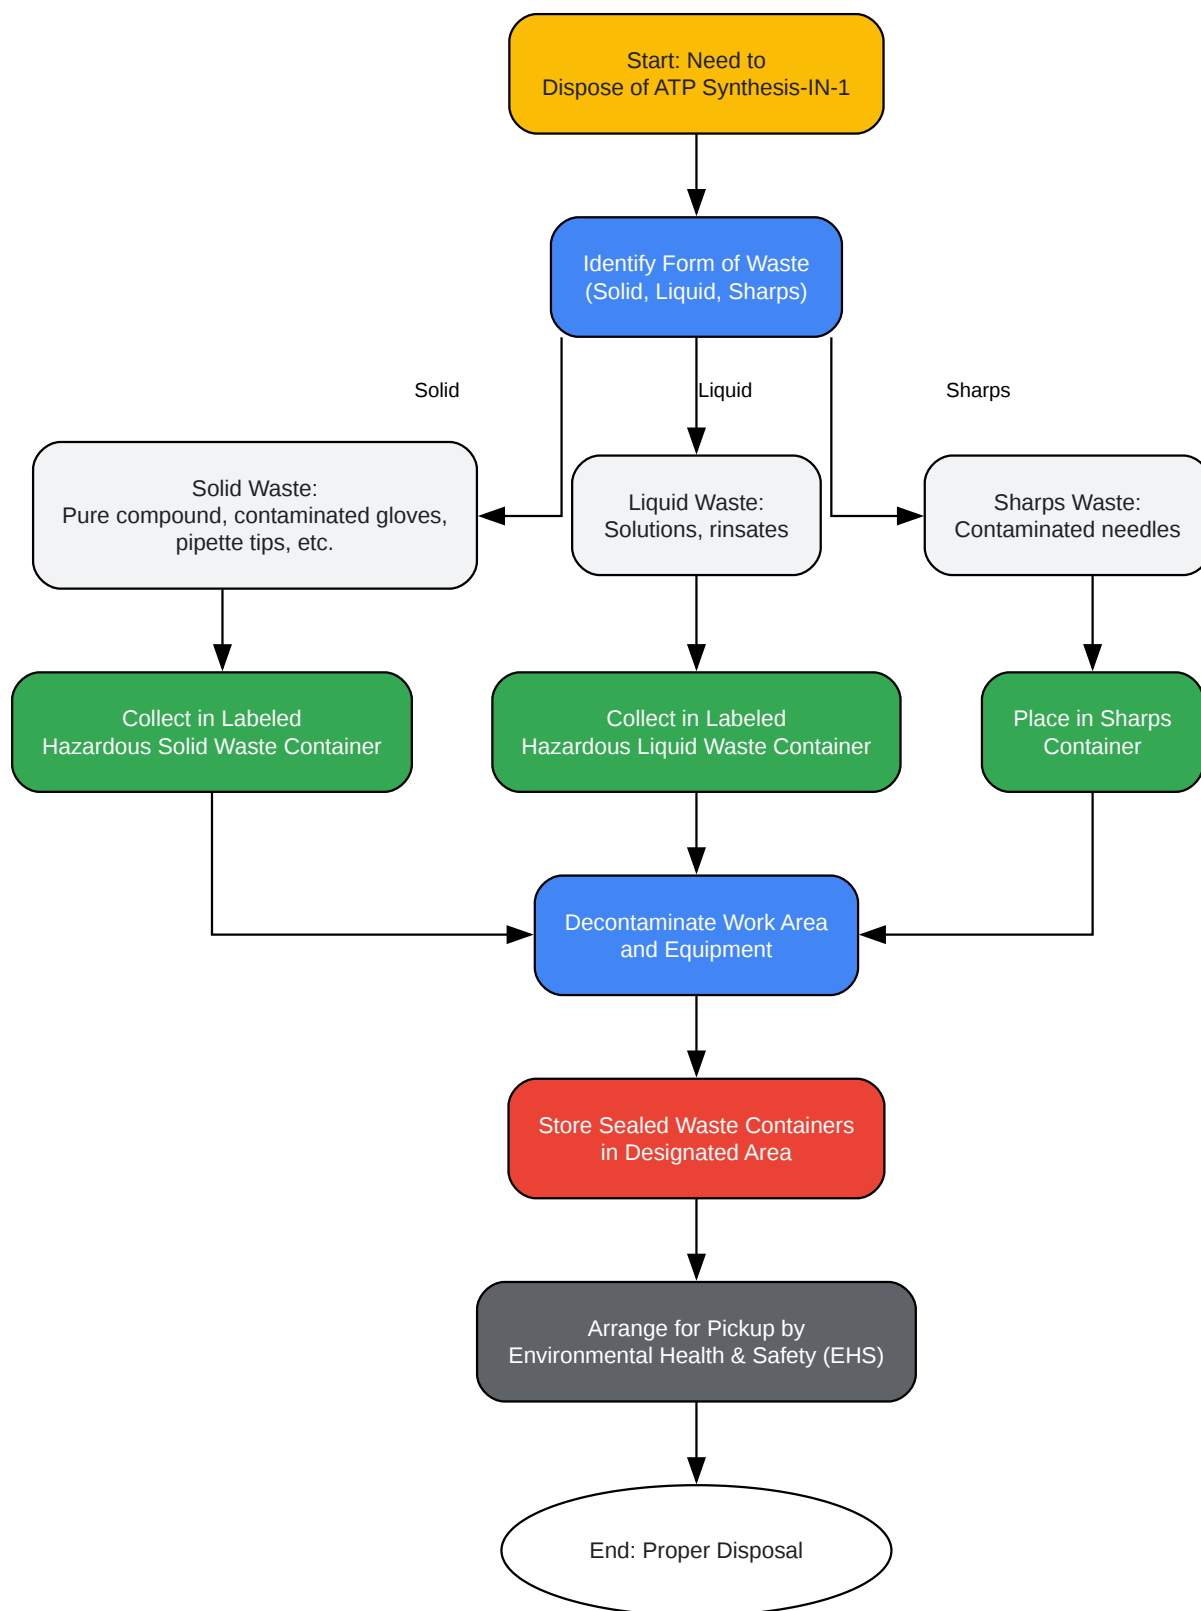 Start: Need to
Dispose of ATP Synthesis-IN-1
Identify Form of Waste
(Solid, Liquid, Sharps)
Solid
Liquid
Sharps
Solid Waste:
Pure compound, contaminated gloves,
pipette tips, etc.
Liquid Waste:
Solutions, rinsates
Sharps Waste:
Contaminated needles
Collect in Labeled
Hazardous Solid Waste Container
Collect in Labeled
Hazardous Liquid Waste Container
Place in Sharps
Container
Decontaminate Work Area
and Equipment
Store Sealed Waste Containers
in Designated Area
Arrange for Pickup by
Environmental Health & Safety (EHS)
End: Proper Disposal